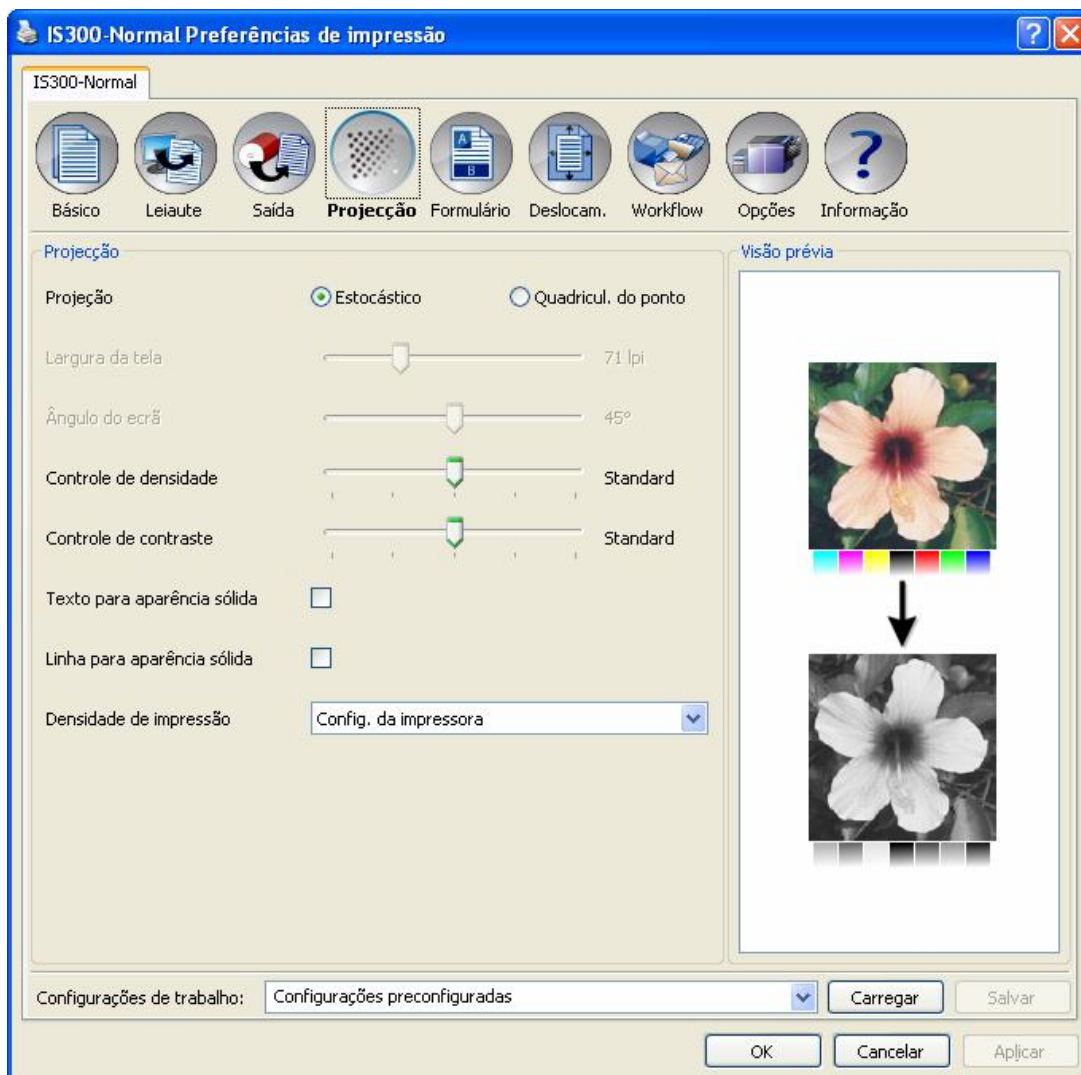 IS300-Normal Preferências de impressão
IS300-Normal
Básico Leiaute Saída Projecção Formulário Deslocam. Workflow Opções Informação
Projecção
Visão prévia
Projeção Estocástico Quadricul. do ponto
Largura da tela 71 lpi
Ângulo do ecrã 45°
Controle de densidade Standard
Controle de contraste Standard
Texto para aparência sólida
Linha para aparência sólida
Densidade de impressão Config. da impressora
Configurações de trabalho: Configurações preconfiguradas Carregar Salvar
OK Cancelar Aplicar